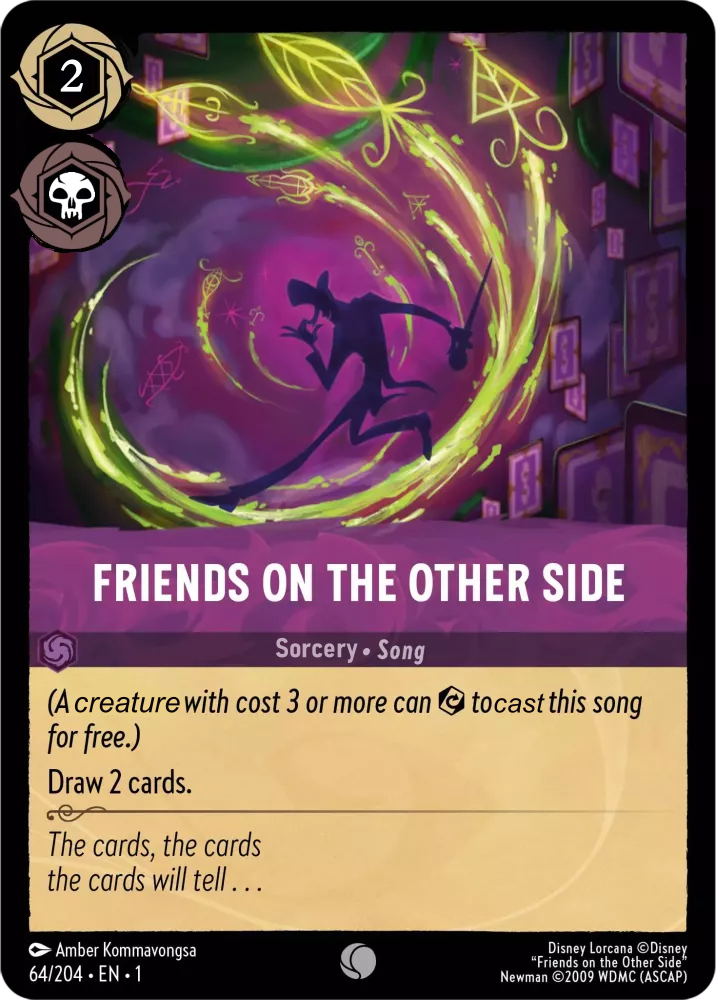 2
FRIENDS ON THE OTHER SIDE
Sorcery • Song
(A creature with cost 3 or more can to cast this song
for free.)
Draw 2 cards.
The cards, the cards
the cards will tell . . .
Amber Kommavongsa
64/204 • EN • 1
Disney Lorcana ©Disney
“Friends on the Other Side”
Newman ©2009 WDMC (ASCAP)